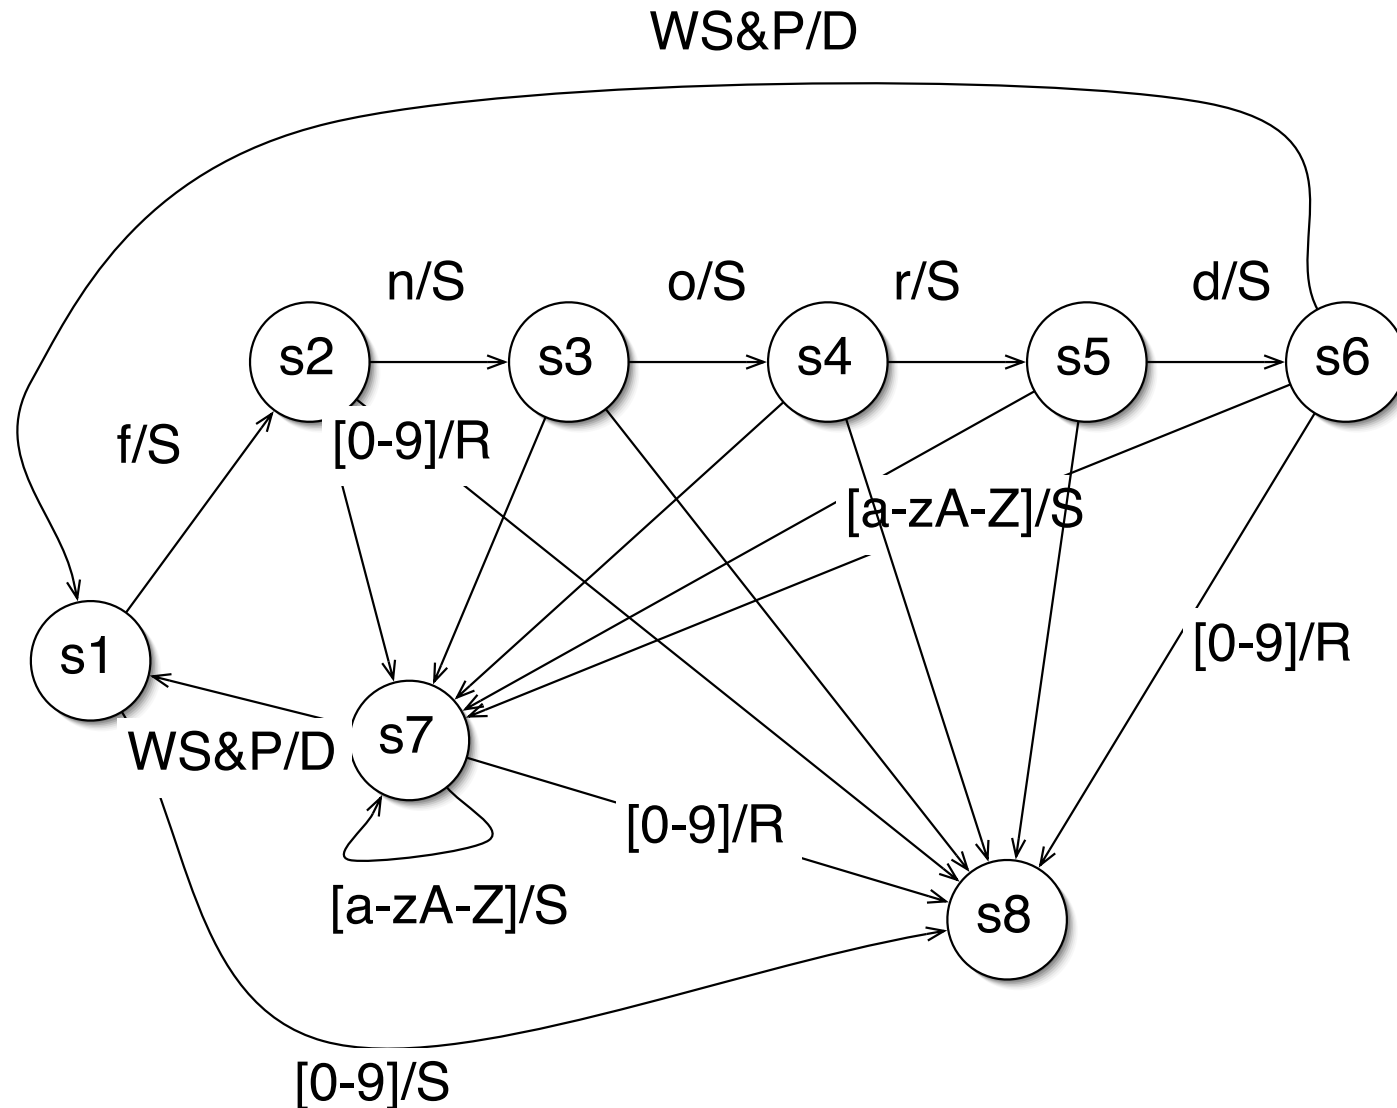 WS&P/D
n/S
o/S
r/S
d/S
s2
s3
s4
s5
s6
f/S
[0-9]/R
[a-zA-Z]/S
s1
[0-9]/R
WS&P/D
s7
[0-9]/R
[a-zA-Z]/S
s8
[0-9]/S